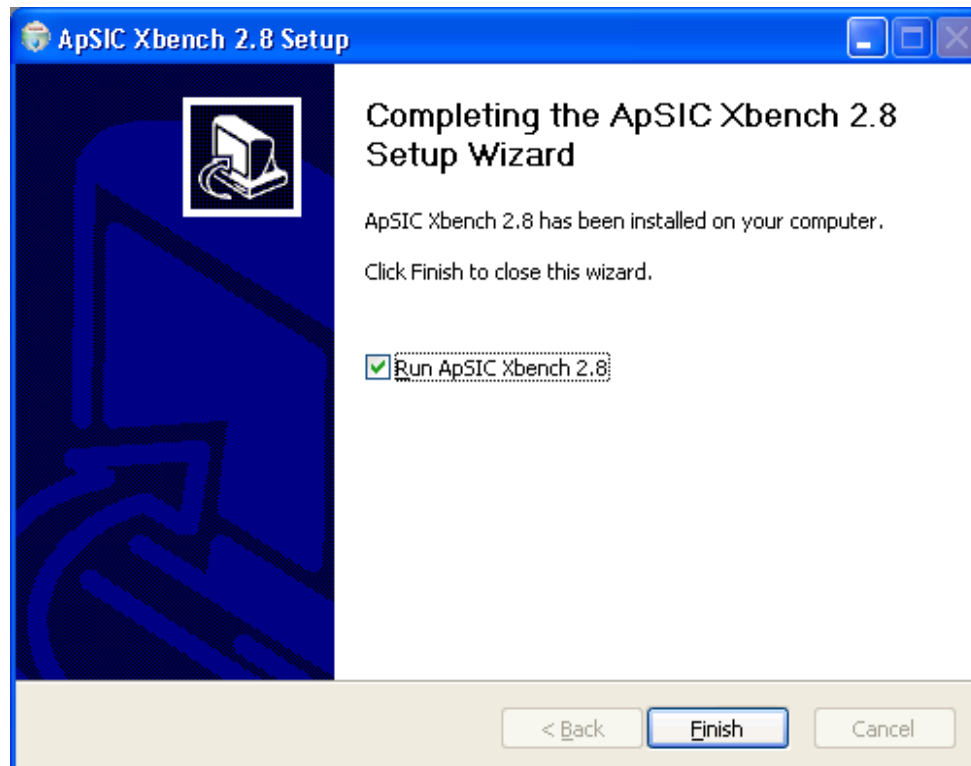 ApSIC Xbench 2.8 Setup
Completing the ApSIC Xbench 2.8
Setup Wizard
ApSIC Xbench 2.8 has been installed on your computer.
Click Finish to close this wizard.
Run ApSIC Xbench 2.8
< Back Finish Cancel